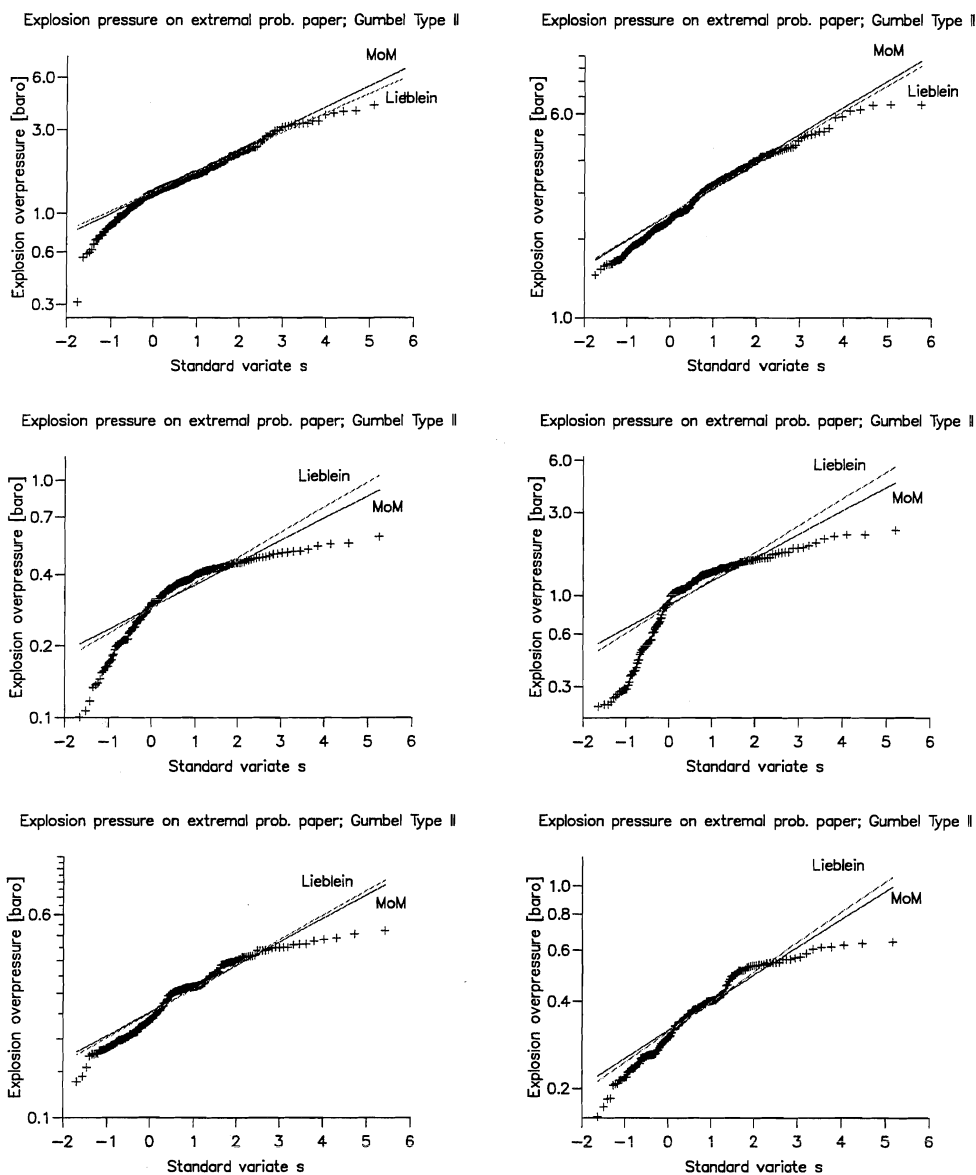 Explosion pressure on extremal prob. paper; Gumbel Type II
Explosion overpressure [baro]
6.0
3.0
1.0
0.6
0.3
MoM
Lieblein
-2 -1 0 1 2 3 4 5 6
Standard variate s
Explosion pressure on extremal prob. paper; Gumbel Type II
Explosion overpressure [baro]
6.0
1.0
MoM
Lieblein
-2 -1 0 1 2 3 4 5 6
Standard variate s
Explosion pressure on extremal prob. paper; Gumbel Type II
Explosion overpressure [baro]
1.0
0.7
0.4
0.2
0.1
Lieblein
MoM
-2 -1 0 1 2 3 4 5 6
Standard variate s
Explosion pressure on extremal prob. paper; Gumbel Type II
Explosion overpressure [baro]
6.0
3.0
1.0
0.6
0.3
Lieblein
MoM
-2 -1 0 1 2 3 4 5 6
Standard variate s
Explosion pressure on extremal prob. paper; Gumbel Type II
Explosion overpressure [baro]
0.6
0.1
Lieblein
MoM
-2 -1 0 1 2 3 4 5 6
Standard variate s
Explosion pressure on extremal prob. paper; Gumbel Type II
Explosion overpressure [baro]
1.0
0.8
0.6
0.4
0.2
Lieblein
MoM
-2 -1 0 1 2 3 4 5 6
Standard variate s